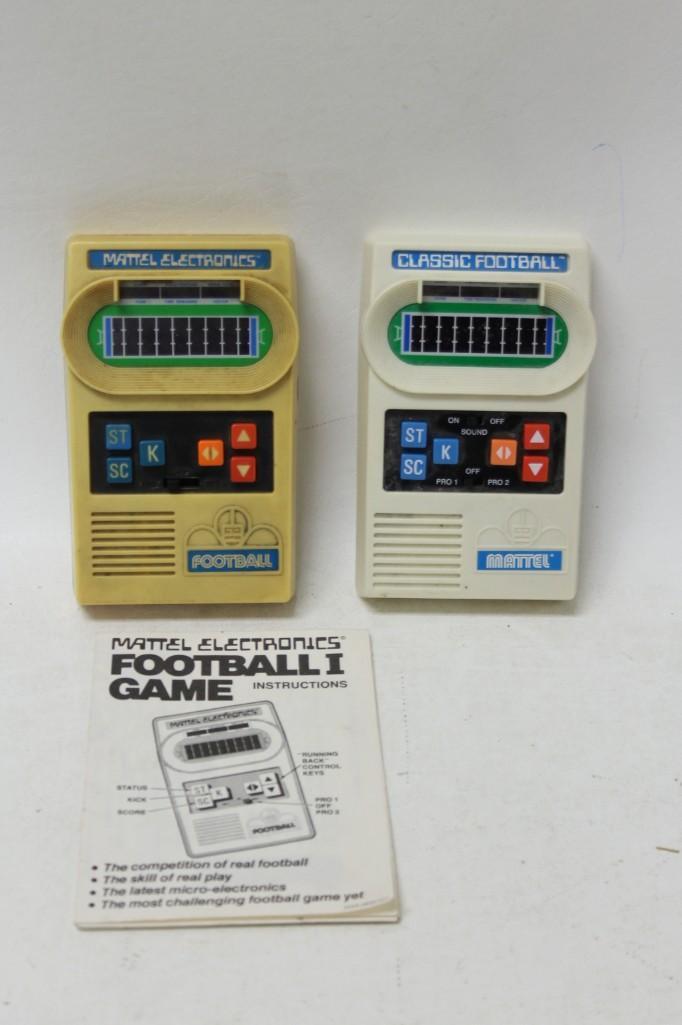 MATTEL ELECTRONICS
ST
K
SC
FOOTBALL
CLASSIC FOOTBALL™
ON OFF
SOUND
ST
K
SC
OFF
PRO 1 PRO 2
MATTEL
MATTEL ELECTRONICS®
FOOTBALL I
GAME INSTRUCTIONS
MATTEL ELECTRONICS
RUNNING
BACK™
CONTROL
KEYS
STATUS
KICK
SCORE
ST
K
SC
PRO 1
OFF
PRO 2
FOOTBALL
• The competition of real football
• The skill of real play
• The latest micro-electronics
• The most challenging football game yet